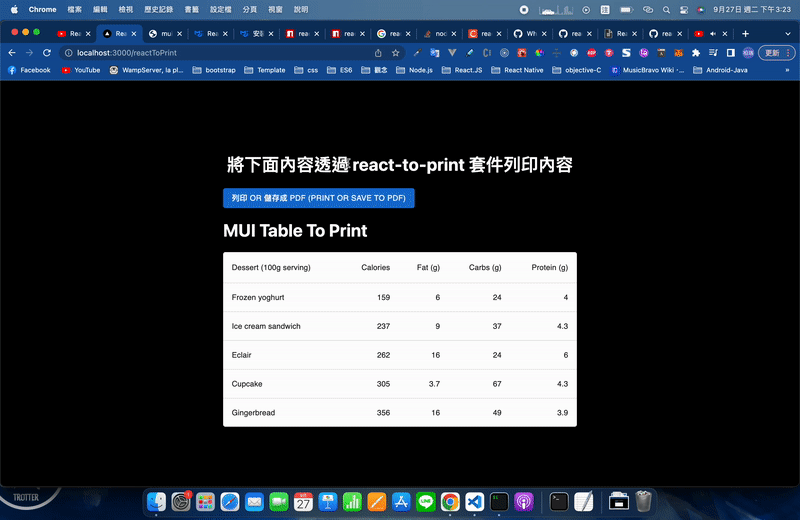 Chrome 檔案 編輯 檢視 歷史記錄 書籤 設定檔 分頁 視窗 說明 9月27日 週二 下午3:23
Rea Rea mui Rea 安裝 rea rea rea noc rea Wh rea Rea rea
localhost:3000/reactToPrint 更新
Facebook YouTube WampServer, la pl... bootstrap Template css ES6 觀念 Node.js React.JS React Native objective-C MusicBravo Wiki -... Android-Java »
將下面內容透過 react-to-print 套件列印內容
列印 OR 儲存成 PDF (PRINT OR SAVE TO PDF)
MUI Table To Print
Dessert (100g serving) Calories Fat (g) Carbs (g) Protein (g)
Frozen yoghurt 159 6 24 4
Ice cream sandwich 237 9 37 4.3
Eclair 262 16 24 6
Cupcake 305 3.7 67 4.3
Gingerbread 356 16 49 3.9
TROTTER
27